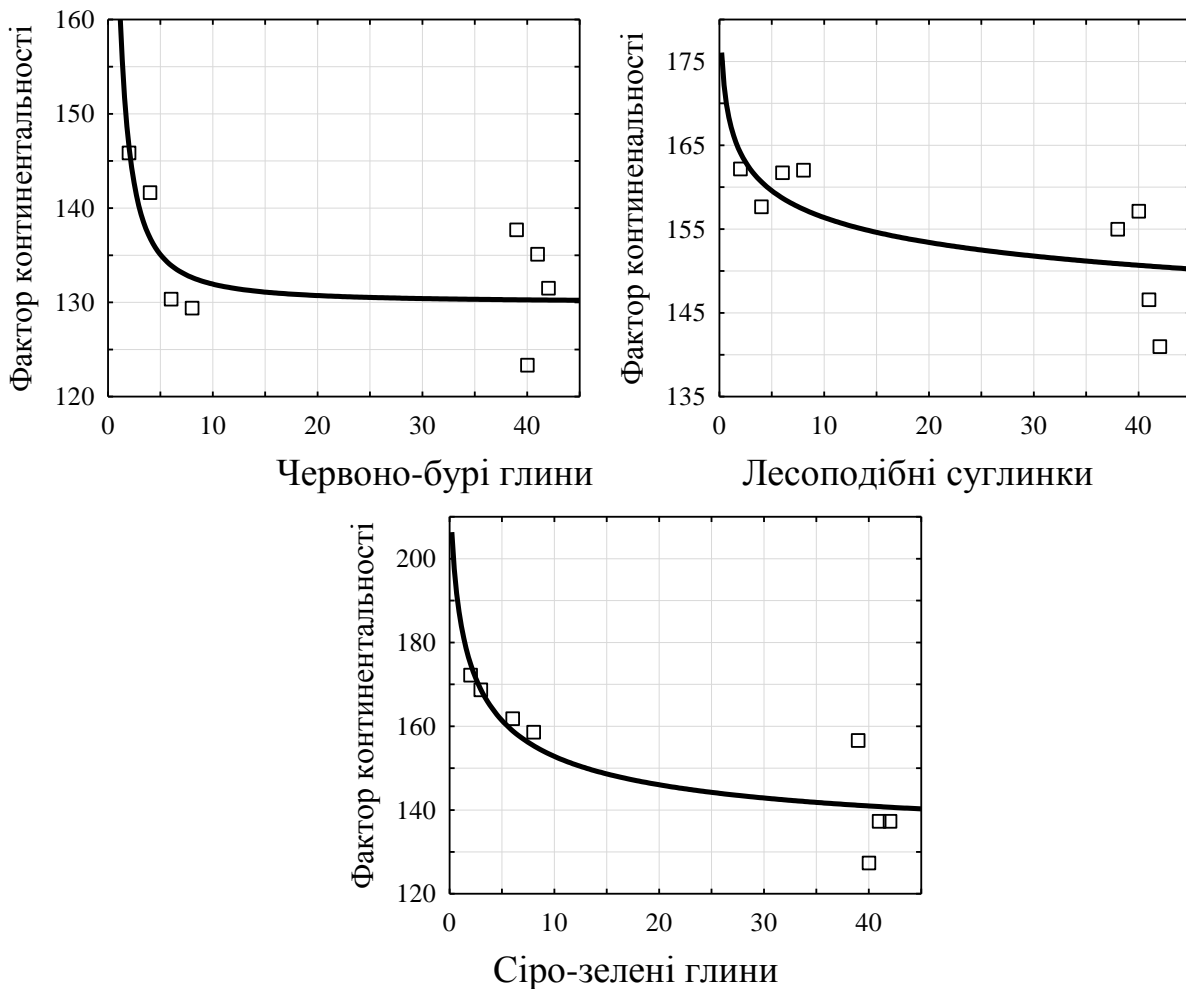 Фактор континентальності
160
150
140
130
120
0 10 20 30 40
Червоно-бурі глини
Фактор континенальності
175
165
155
145
135
0 10 20 30 40
Лесоподібні суглинки
Фактор континентальності
200
180
160
140
120
0 10 20 30 40
Сіро-зелені глини